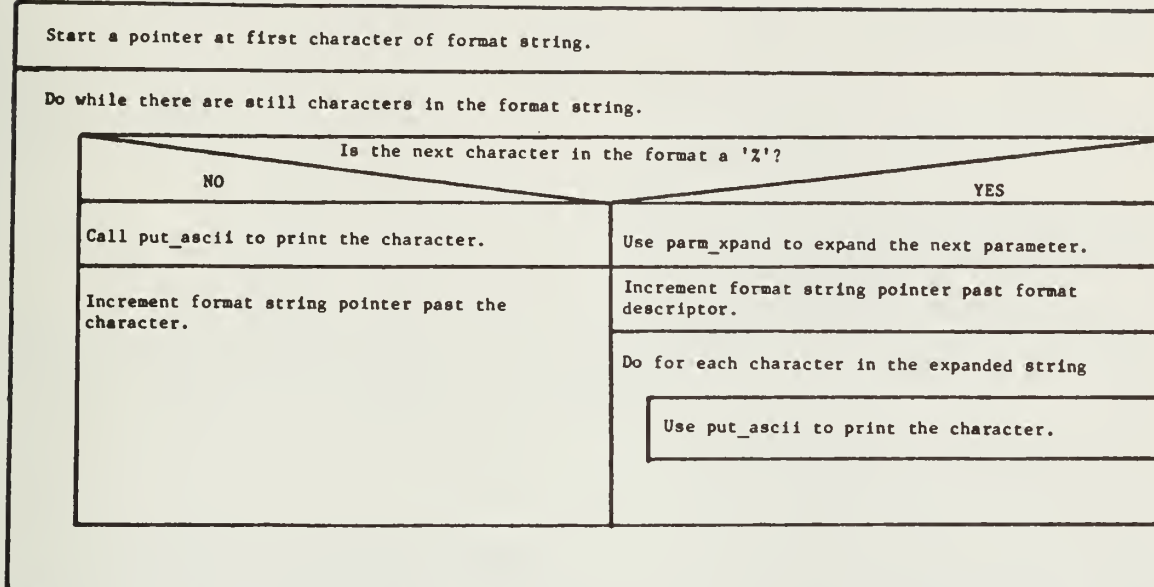 Start a pointer at first character of format string.
Do while there are still characters in the format string.
Is the next character in the format a '%'?
NO
YES
Call put_ascii to print the character.
Use parm_xpand to expand the next parameter.
Increment format string pointer past the
character.
Increment format string pointer past format
descriptor.
Do for each character in the expanded string
Use put_ascii to print the character.